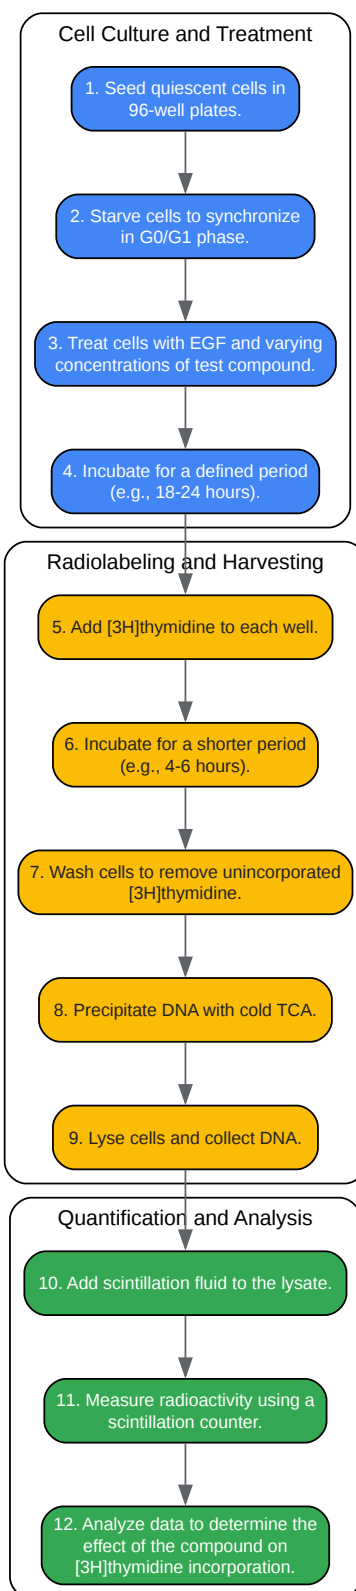 Cell Culture and Treatment
1. Seed quiescent cells in
96-well plates.
2. Starve cells to synchronize
in G0/G1 phase.
3. Treat cells with EGF and varying
concentrations of test compound.
4. Incubate for a defined period
(e.g., 18-24 hours).
Radiolabeling and Harvesting
5. Add [3H]thymidine to each well.
6. Incubate for a shorter period
(e.g., 4-6 hours).
7. Wash cells to remove unincorporated
[3H]thymidine.
8. Precipitate DNA with cold TCA.
9. Lyse cells and collect DNA.
Quantification and Analysis
10. Add scintillation fluid to the lysate.
11. Measure radioactivity using a
scintillation counter.
12. Analyze data to determine the
effect of the compound on
[3H]thymidine incorporation.